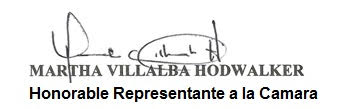 MARTHA VILLALBA HODWALKER
Honorable Representante a la Camara